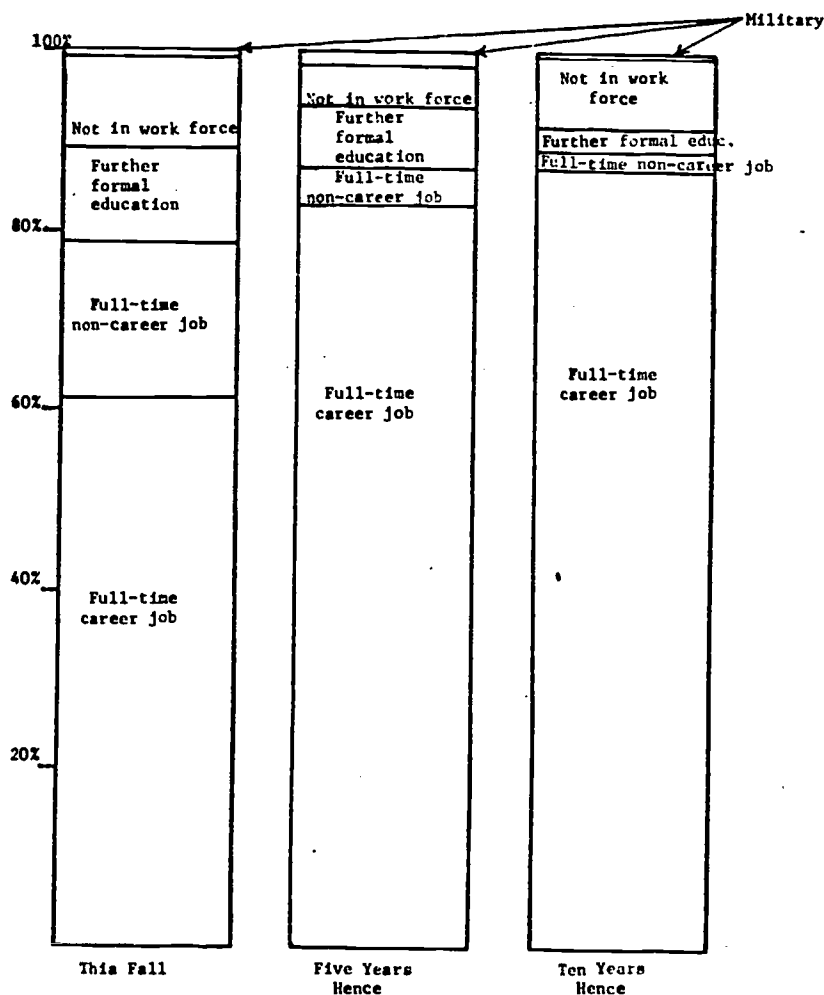 Military
100%
80%
60%
40%
20%
Not in work force
Further
formal
education
Full-time
non-career job
Full-time
career job
This Fall
Not in work force
Further
formal
education
Full-time
non-career job
Full-time
career job
Five Years
Hence
Not in work
force
Further formal educ.
Full-time non-career job
Full-time
career job
Ten Years
Hence